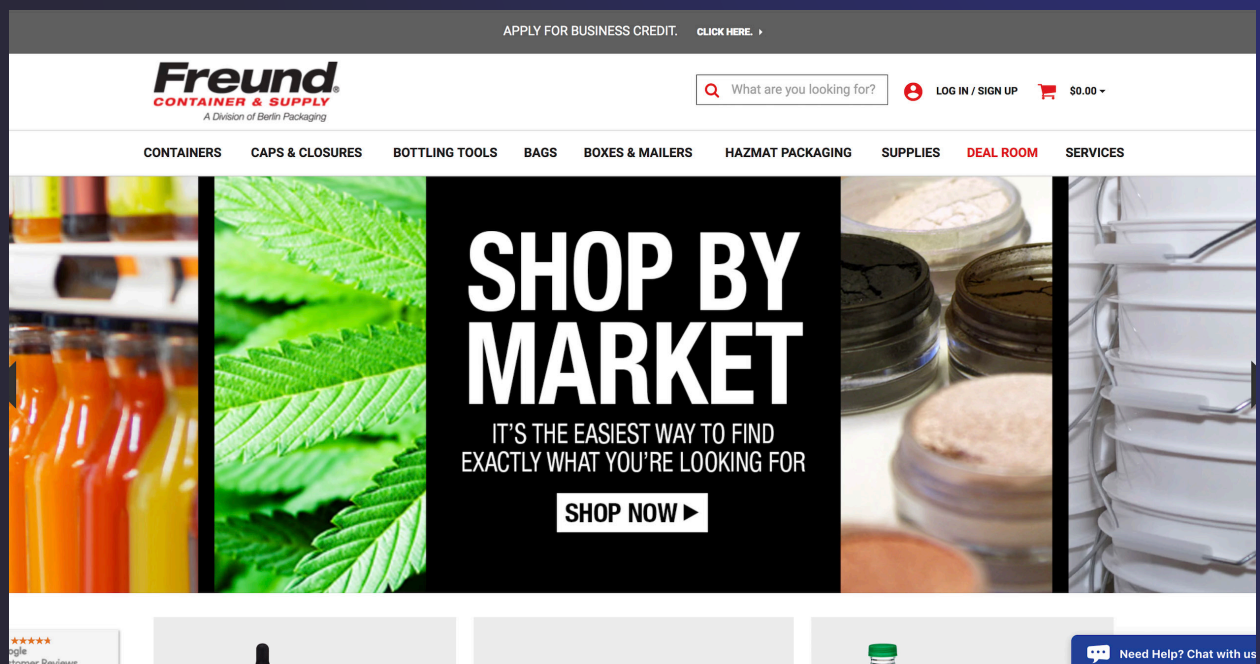 APPLY FOR BUSINESS CREDIT. CLICK HERE.
Freund®
CONTAINER & SUPPLY
A Division of Berlin Packaging
What are you looking for?
LOG IN / SIGN UP
$0.00
CONTAINERS CAPS & CLOSURES BOTTLING TOOLS BAGS BOXES & MAILERS HAZMAT PACKAGING SUPPLIES DEAL ROOM SERVICES
SHOP BY
MARKET
IT'S THE EASIEST WAY TO FIND
EXACTLY WHAT YOU'RE LOOKING FOR
SHOP NOW
ogle
stomer Reviews
Need Help? Chat with us